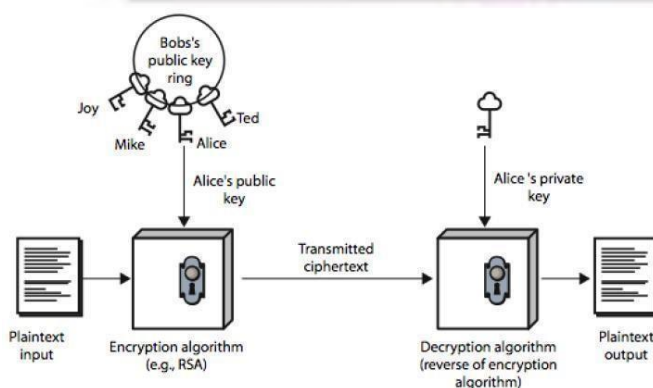 Bobs's
public key
ring
Joy
Mike
Alice
Ted
Alice's public
key
Alice 's private
key
Transmitted
ciphertext
Plaintext
input
Encryption algorithm
(e.g., RSA)
Decryption algorithm
(reverse of encryption
algorithm)
Plaintext
output